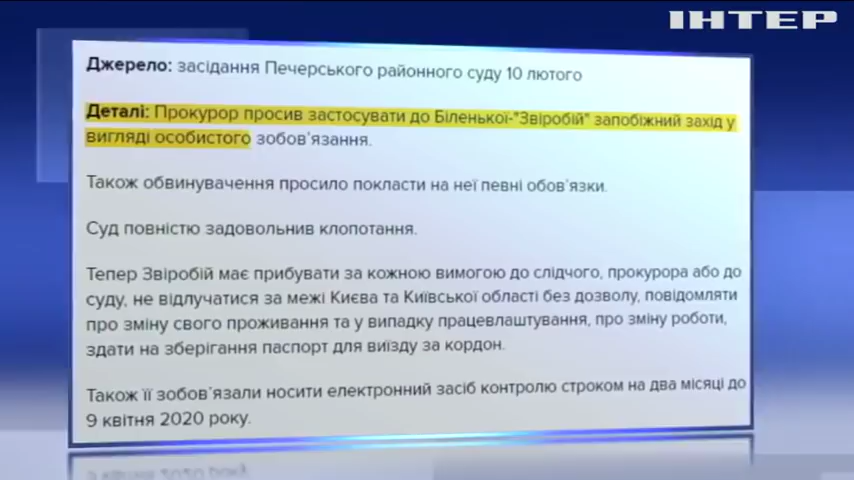 ІНТЕР
Джерело: засідання Печерського районного суду 10 лютого
Деталі: Прокурор просив застосувати до Біленької-"Звіробій" запобіжний захід у
вигляді особистого зобов'язання.
Також обвинувачення просило покласти на неї певні обов'язки.
Суд повністю задовольнив клопотання.
Тепер Звіробій має прибувати за кожною вимогою до слідчого, прокурора або до
суду, не відлучатися за межі Києва та Київської області без дозволу, повідомляти
про зміну свого проживання та у випадку працевлаштування, про зміну роботи,
здати на зберігання паспорт для виїзду за кордон.
Також її зобов'язали носити електронний засіб контролю строком на два місяці до
9 квітня 2020 року.